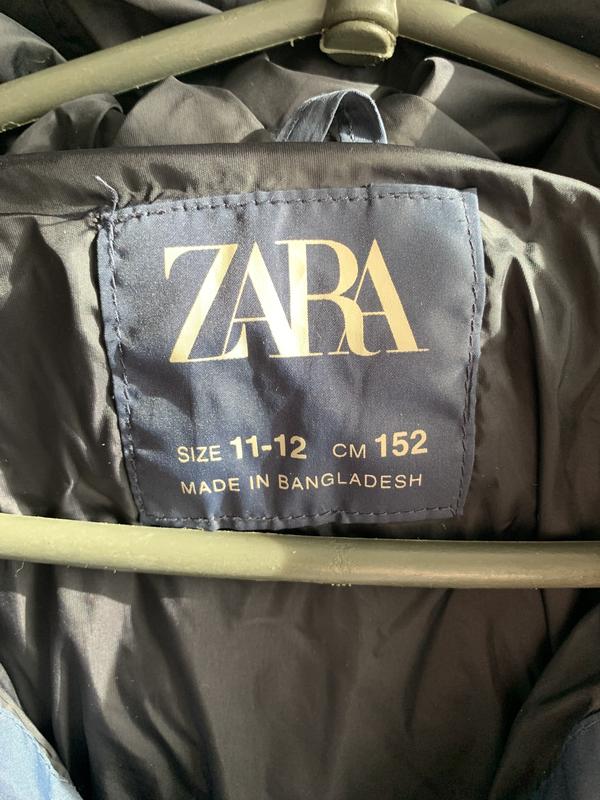 ZARA
SIZE 11-12 CM 152
MADE IN BANGLADESH